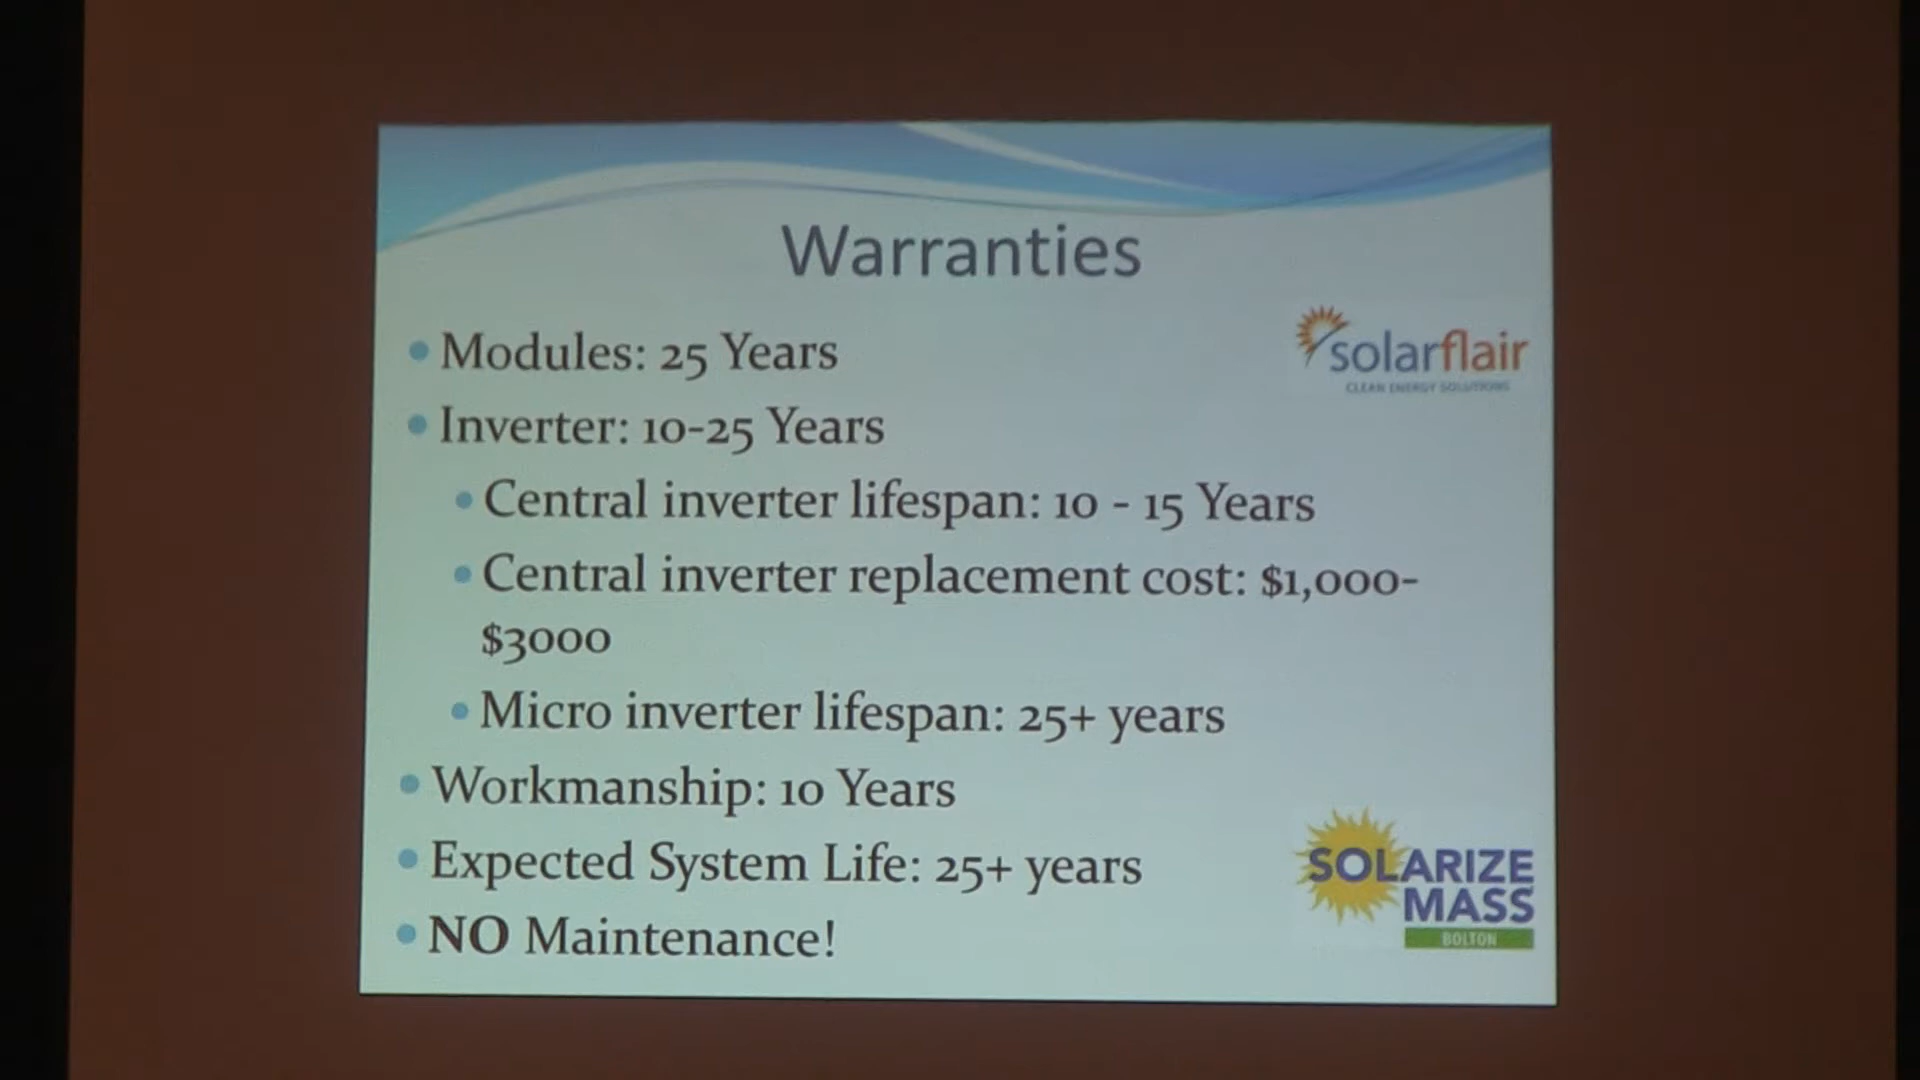 Warranties
• Modules: 25 Years
solarflair
CLEAN ENERGY SOLUTIONS
• Inverter: 10-25 Years
• Central inverter lifespan: 10 - 15 Years
• Central inverter replacement cost: $1,000-
$3000
• Micro inverter lifespan: 25+ years
• Workmanship: 10 Years
• Expected System Life: 25+ years
• NO Maintenance!
SOLARIZE
MASS
BOLTON